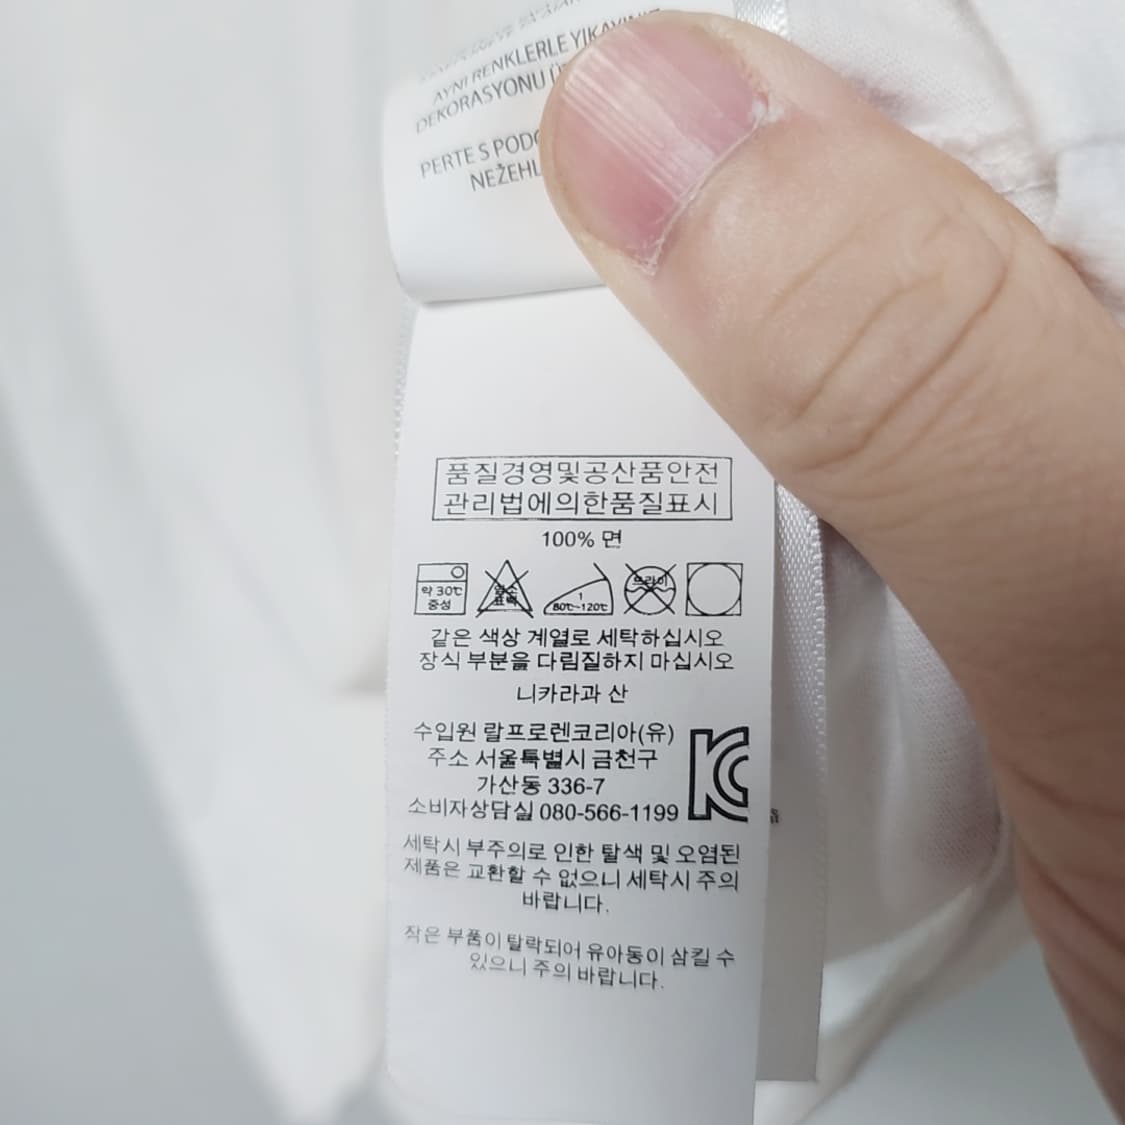 AYNI RENKLERLE YIKAYINIZ
DEKORASYONU
PERTE S
NEŽEHL
품질경영및공산품안전
관리법에의한품질표시
100% 면
약 30℃
중성
염소
표백
1
80℃~120℃
드라이
같은 색상 계열로 세탁하십시오
장식 부분을 다림질하지 마십시오
니카라과 산
수입원 랄프로렌코리아(유)
주소 서울특별시 금천구
가산동 336-7
소비자상담실 080-566-1199
세탁시 부주의로 인한 탈색 및 오염된
제품은 교환할 수 없으니 세탁시 주의
바랍니다.
작은 부품이 탈락되어 유아동이 삼킬 수
있으니 주의 바랍니다.